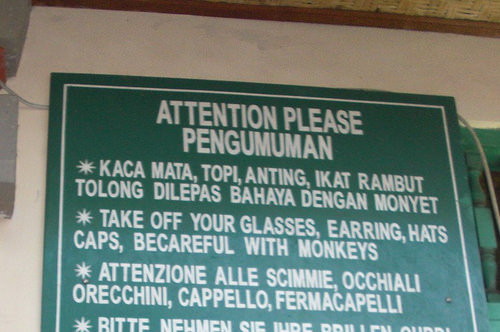 ATTENTION PLEASE
PENGUMUMAN
✷ KACA MATA, TOPI, ANTING, IKAT RAMBUT
TOLONG DILEPAS BAHAYA DENGAN MONYET
✷ TAKE OFF YOUR GLASSES, EARRING, HATS
CAPS, BECAREFUL WITH MONKEYS
✷ ATTENZIONE ALLE SCIMMIE, OCCHIALI
ORECCHINI, CAPPELLO, FERMACAPELLI
✷ BITTE NEHMEN SIE IHRE BRILLEN